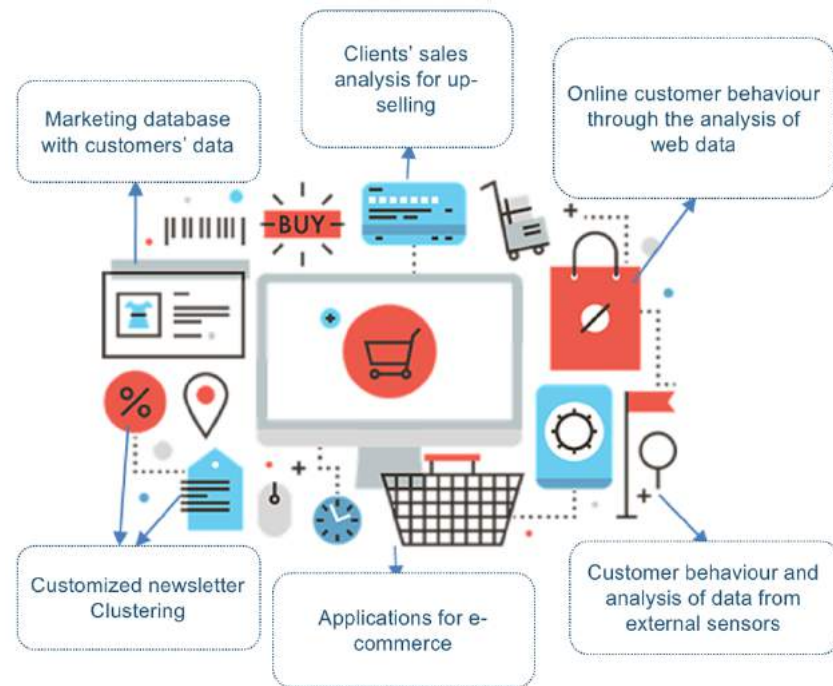 Clients' sales
analysis for up-
selling
Marketing database
with customers' data
Online customer behaviour
through the analysis of
web data
BUY
%
Customized newsletter
Clustering
Applications for e-
commerce
Customer behaviour and
analysis of data from
external sensors